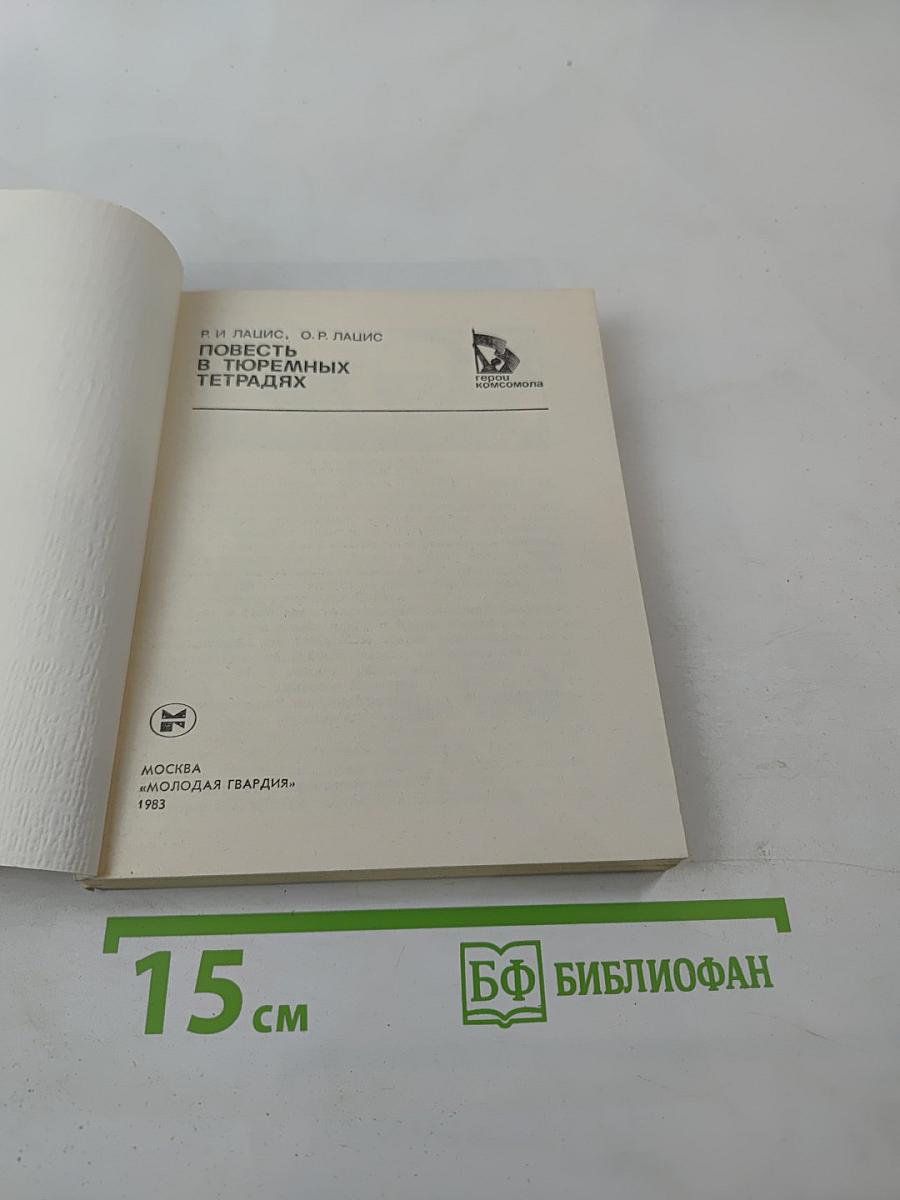 Р. И ЛАЦИС, О. Р. ЛАЦИС
ПОВЕСТЬ
В ТЮРЕМНЫХ
ТЕТРАДЯХ
герои
комсомола
МОСКВА
«МОЛОДАЯ ГВАРДИЯ»
1983
15 см
БФ БИБЛИОФАН